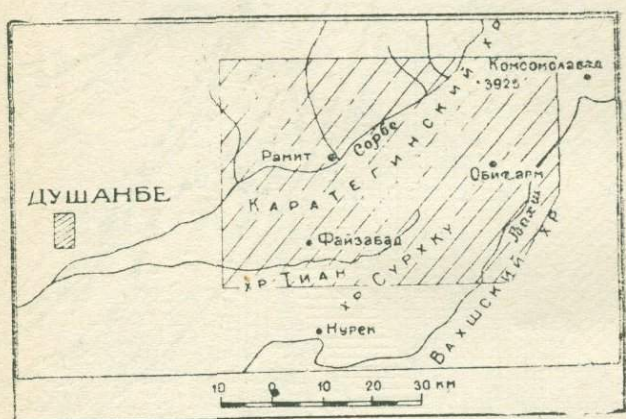 Комсомолабад
3925
КАРАТЕГИНСКИЙ ХР
Сорбо
Рамит
Обигарм
ДУШАНБЕ
Файзабад
Вахш
ХР ТИАН
ХР СУРХКУ
ВАХШСКИЙ ХР
Нурек
10 0 10 20 30 КМ